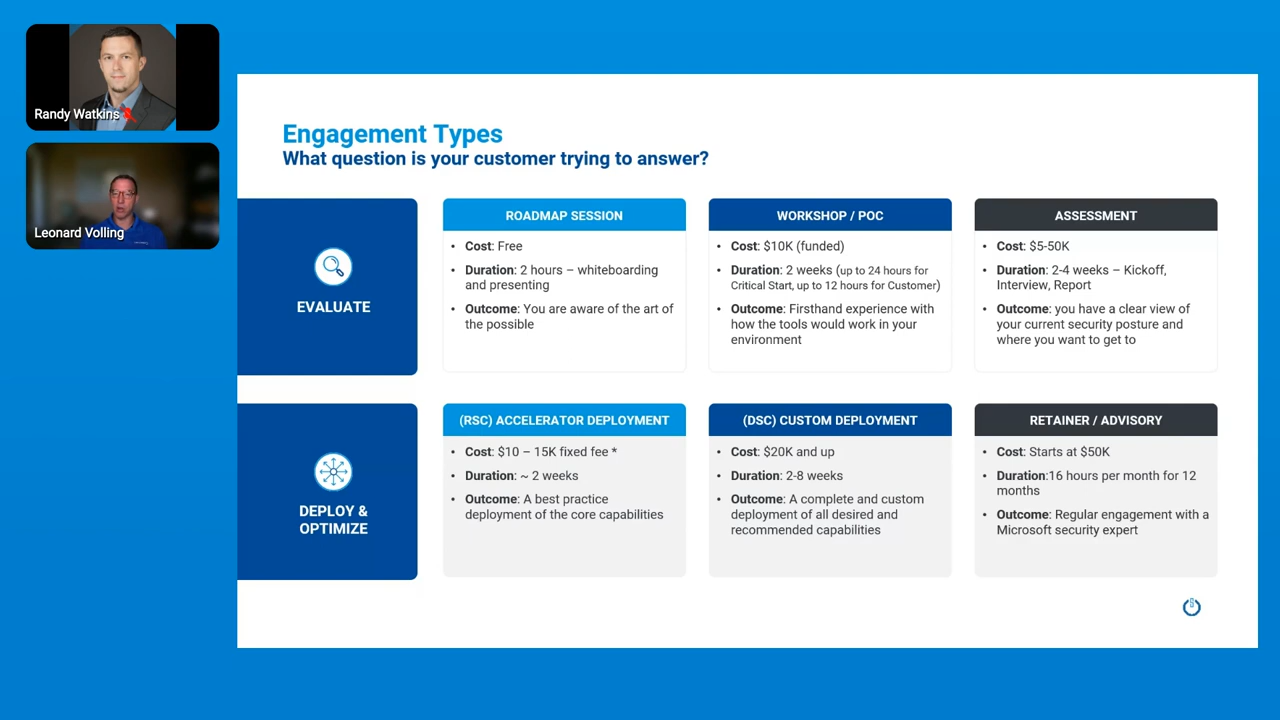 Randy Watkins
Leonard Volling
Engagement Types
What question is your customer trying to answer?
EVALUATE
ROADMAP SESSION
• Cost: Free
• Duration: 2 hours – whiteboarding
and presenting
• Outcome: You are aware of the art of
the possible
WORKSHOP / POC
• Cost: $10K (funded)
• Duration: 2 weeks (up to 24 hours for
Critical Start, up to 12 hours for Customer)
• Outcome: Firsthand experience with
how the tools would work in your
environment
ASSESSMENT
• Cost: $5-50K
• Duration: 2-4 weeks – Kickoff,
Interview, Report
• Outcome: you have a clear view of
your current security posture and
where you want to get to
DEPLOY &
OPTIMIZE
(RSC) ACCELERATOR DEPLOYMENT
• Cost: $10 – 15K fixed fee *
• Duration: ~ 2 weeks
• Outcome: A best practice
deployment of the core capabilities
(DSC) CUSTOM DEPLOYMENT
• Cost: $20K and up
• Duration: 2-8 weeks
• Outcome: A complete and custom
deployment of all desired and
recommended capabilities
RETAINER / ADVISORY
• Cost: Starts at $50K
• Duration:16 hours per month for 12
months
• Outcome: Regular engagement with a
Microsoft security expert